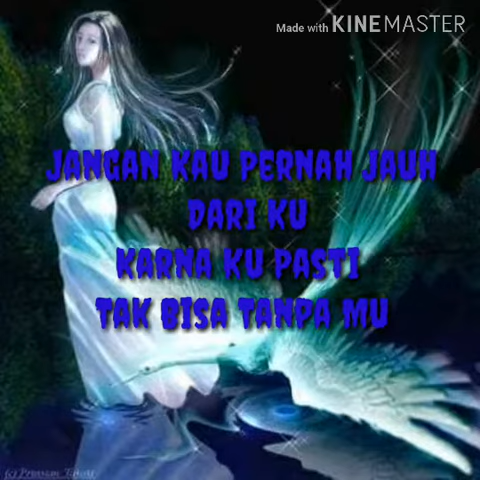 Made with KINEMASTER
JANGAN KAU PERNAH JAUH
DARI KU
KARNA KU PASTI
TAK BISA TANPA MU